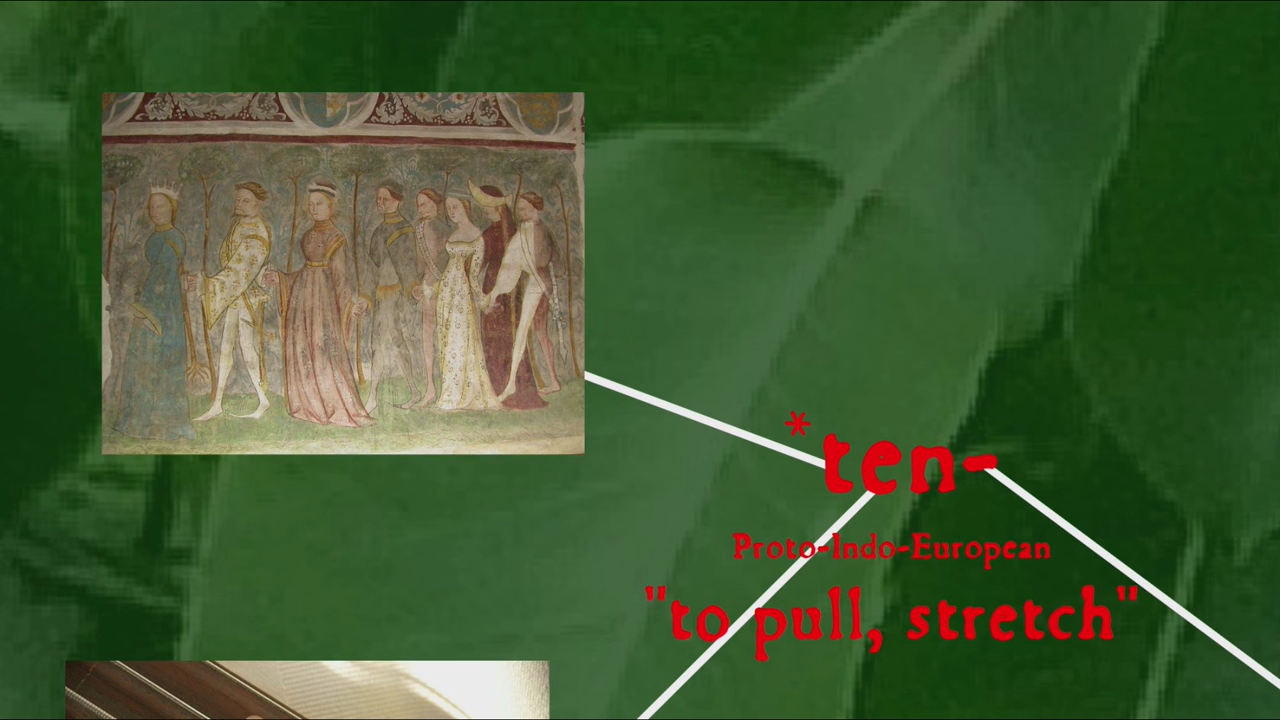 *ten-
Proto-Indo-European
"to pull, stretch"